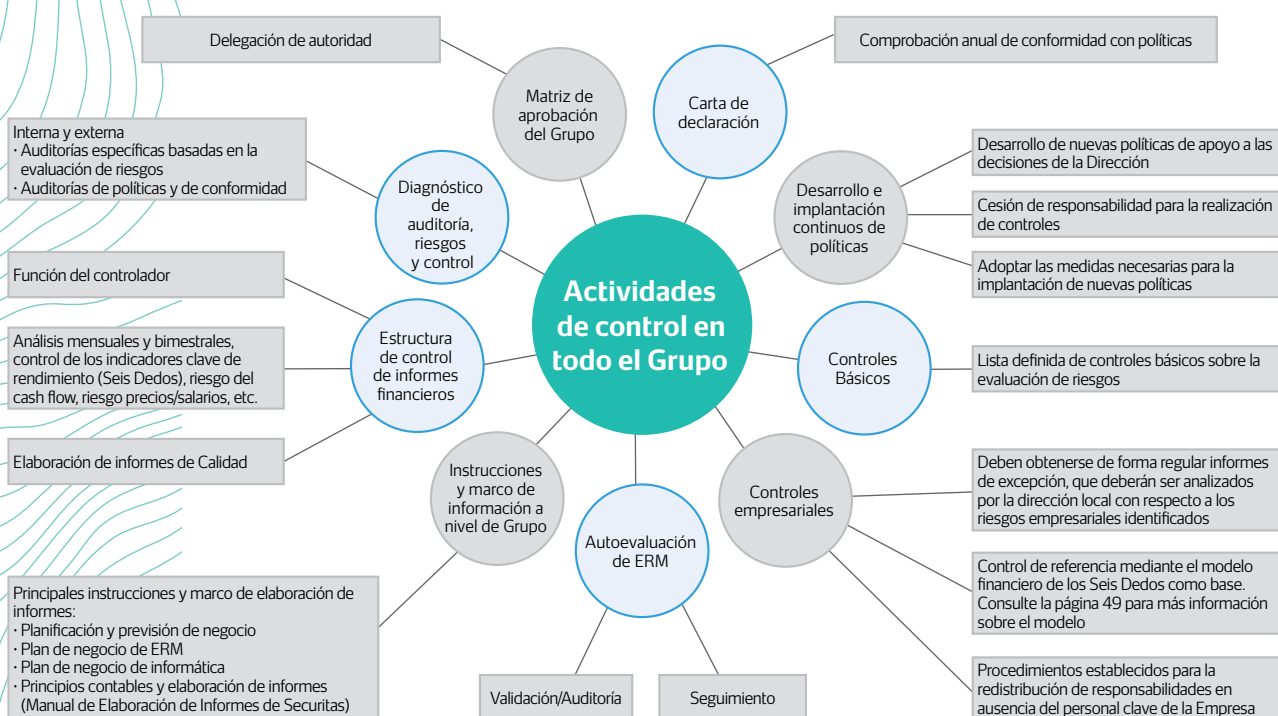 Delegación de autoridad
Comprobación anual de conformidad con políticas
Matriz de
aprobación
del Grupo
Carta de
declaración
Interna y externa
· Auditorías específicas basadas en la
evaluación de riesgos
· Auditorías de políticas y de conformidad
Diagnóstico
de
auditoría,
riesgos
y control
Desarrollo e
implantación
continuos de
políticas
Desarrollo de nuevas políticas de apoyo a las
decisiones de la Dirección
Cesión de responsabilidad para la realización
de controles
Adoptar las medidas necesarias para la
implantación de nuevas políticas
Función del controlador
Análisis mensuales y bimestrales,
control de los indicadores clave de
rendimiento (Seis Dedos), riesgo del
cash flow, riesgo precios/salarios, etc.
Elaboración de informes de Calidad
Estructura
de control
de informes
financieros
Actividades
de control en
todo el Grupo
Controles
Básicos
Lista definida de controles básicos sobre la
evaluación de riesgos
Instrucciones
y marco de
información a
nivel de Grupo
Autoevaluación
de ERM
Controles
empresariales
Deben obtenerse de forma regular informes
de excepción, que deberán ser analizados
por la dirección local con respecto a los
riesgos empresariales identificados
Control de referencia mediante el modelo
financiero de los Seis Dedos como base.
Consulte la página 49 para más información
sobre el modelo
Procedimientos establecidos para la
redistribución de responsabilidades en
ausencia del personal clave de la Empresa
Principales instrucciones y marco de elaboración de
informes:
· Planificación y previsión de negocio
· Plan de negocio de ERM
· Plan de negocio de informática
· Principios contables y elaboración de informes
(Manual de Elaboración de Informes de Securitas)
Validación/Auditoría
Seguimiento